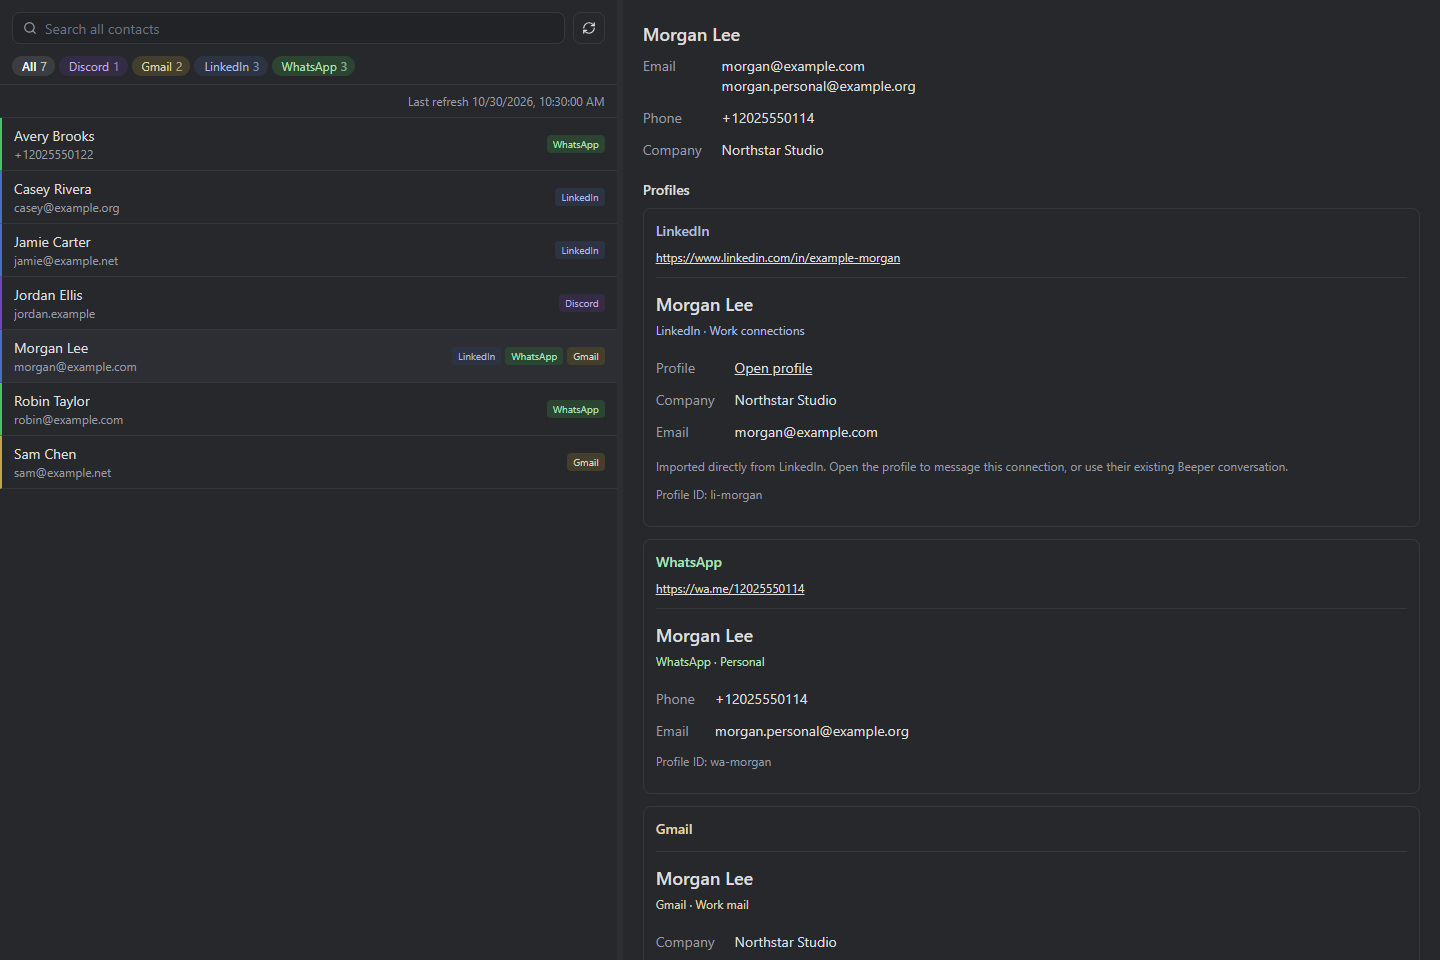 Search all contacts
All 7
Discord 1
Gmail 2
LinkedIn 3
WhatsApp 3
Last refresh 10/30/2026, 10:30:00 AM
Avery Brooks
+12025550122
WhatsApp
Casey Rivera
casey@example.org
LinkedIn
Jamie Carter
jamie@example.net
LinkedIn
Jordan Ellis
jordan.example
Discord
Morgan Lee
morgan@example.com
LinkedIn WhatsApp Gmail
Robin Taylor
robin@example.com
WhatsApp
Sam Chen
sam@example.net
Gmail
Morgan Lee
Email morgan@example.com
morgan.personal@example.org
Phone +12025550114
Company Northstar Studio
Profiles
LinkedIn
https://www.linkedin.com/in/example-morgan
Morgan Lee
LinkedIn · Work connections
Profile Open profile
Company Northstar Studio
Email morgan@example.com
Imported directly from LinkedIn. Open the profile to message this connection, or use their existing Beeper conversation.
Profile ID: li-morgan
WhatsApp
https://wa.me/12025550114
Morgan Lee
WhatsApp · Personal
Phone +12025550114
Email morgan.personal@example.org
Profile ID: wa-morgan
Gmail
Morgan Lee
Gmail · Work mail
Company Northstar Studio